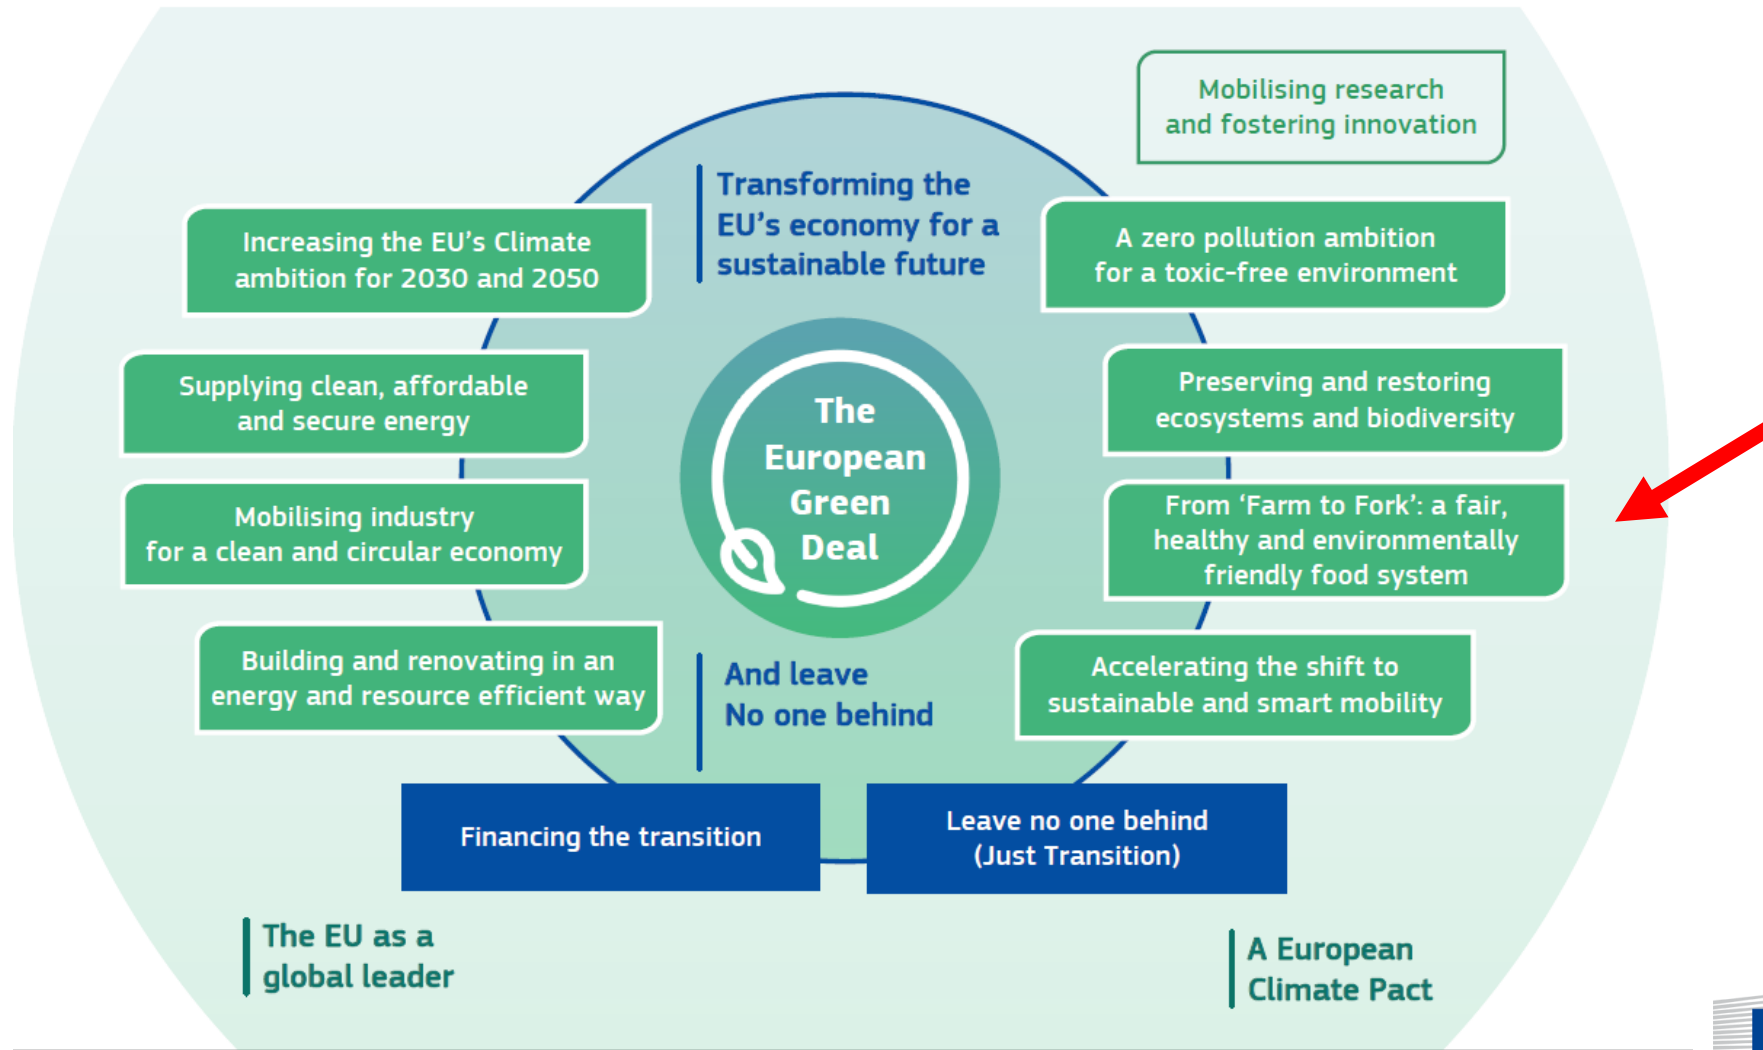 Mobilising research
and fostering innovation
Transforming the
EU’s economy for a
sustainable future
Increasing the EU’s Climate
ambition for 2030 and 2050
A zero pollution ambition
for a toxic-free environment
Supplying clean, affordable
and secure energy
Preserving and restoring
ecosystems and biodiversity
The
European
Green
Deal
Mobilising industry
for a clean and circular economy
From ‘Farm to Fork’: a fair,
healthy and environmentally
friendly food system
Building and renovating in an
energy and resource efficient way
Accelerating the shift to
sustainable and smart mobility
And leave
No one behind
Financing the transition
Leave no one behind
(Just Transition)
The EU as a
global leader
A European
Climate Pact